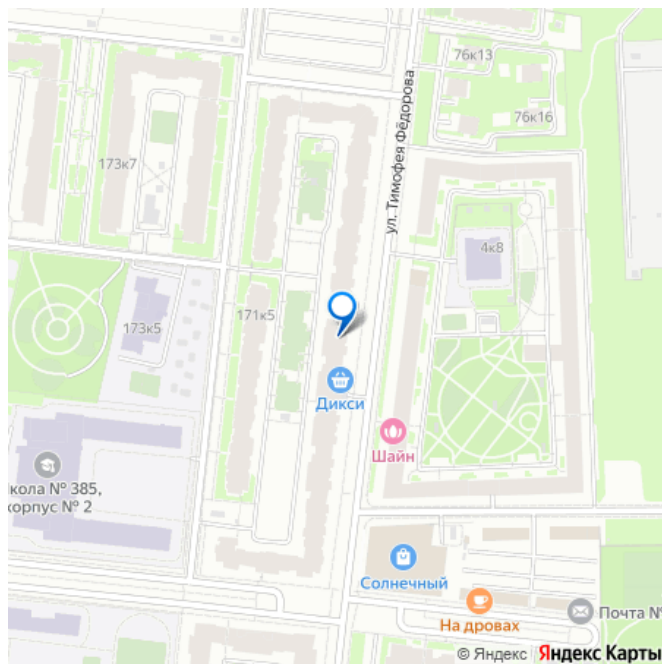 76к13
76к16
ул. Тимофея Фёдорова
173к7
4к8
171к5
173к5
Дикси
Шайн
кола № 385,
корпус № 2
Солнечный
На дровах
Почта №
© Яндекс Яндекс Карты